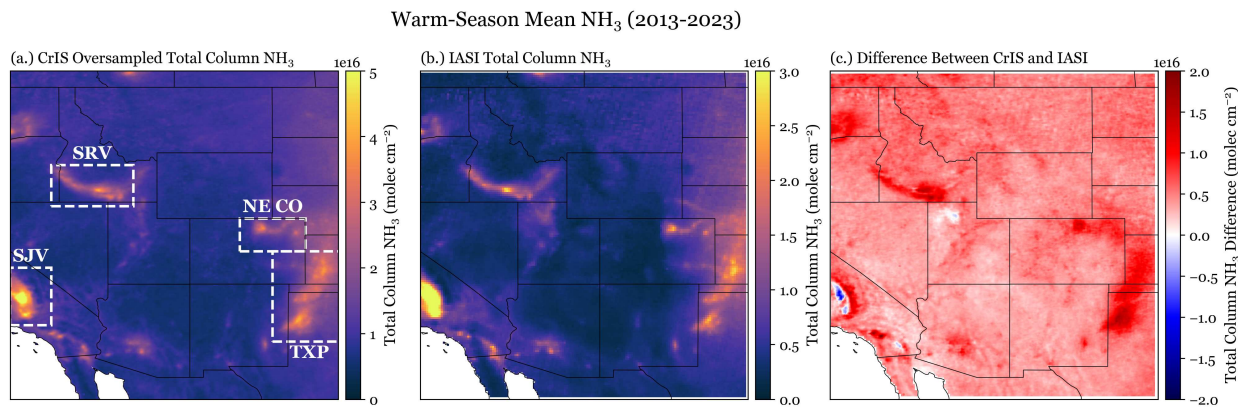 Warm-Season Mean NH₃ (2013-2023)
(a.) CrIS Oversampled Total Column NH₃
1e16
(b.) IASI Total Column NH₃
1e16
(c.) Difference Between CrIS and IASI
1e16
SRV
NE CO
SJV
TXP
5
4
3
2
1
0
Total Column NH₃ (molec cm⁻²)
3.0
2.5
2.0
1.5
1.0
0.5
0.0
Total Column NH₃ (molec cm⁻²)
2.0
1.5
1.0
0.5
0.0
−0.5
−1.0
−1.5
−2.0
Total Column NH₃ Difference (molec cm⁻²)